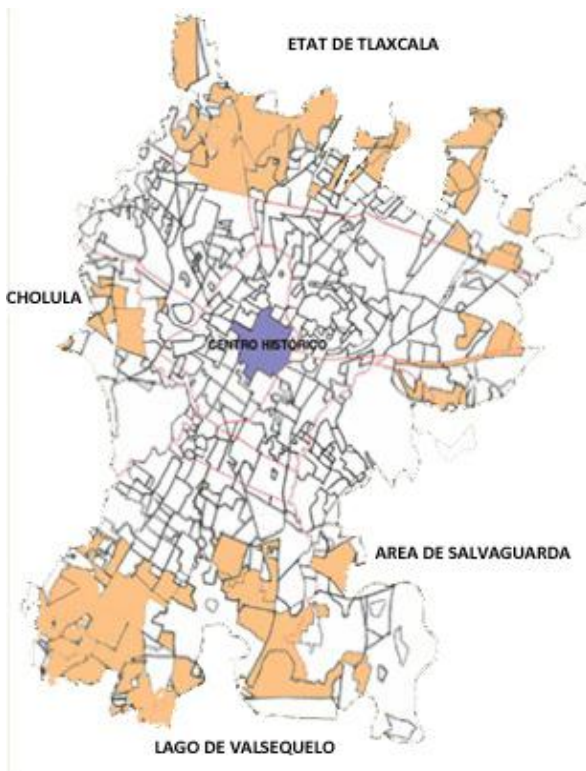 ETAT DE TLAXCALA
CHOLULA
CENTRO HISTORICO
AREA DE SALVAGUARDA
LAGO DE VALSEQUELO